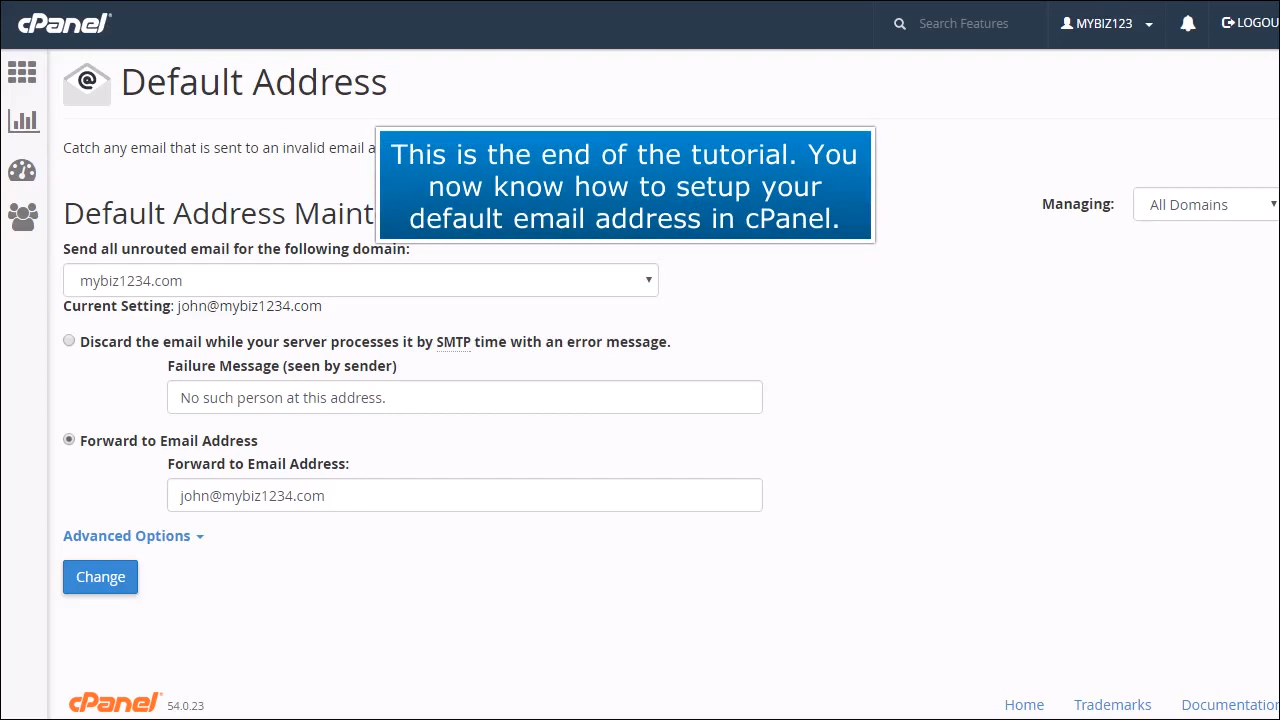 cPanel
Search Features
MYBIZ123
LOGOU
Default Address
Catch any email that is sent to an invalid email a
This is the end of the tutorial. You
now know how to setup your
default email address in cPanel.
Default Address Maint
Managing:
All Domains
Send all unrouted email for the following domain:
mybiz1234.com
Current Setting: john@mybiz1234.com
Discard the email while your server processes it by SMTP time with an error message.
Failure Message (seen by sender)
No such person at this address.
Forward to Email Address
Forward to Email Address:
john@mybiz1234.com
Advanced Options
Change
cPanel 54.0.23
Home
Trademarks
Documentation